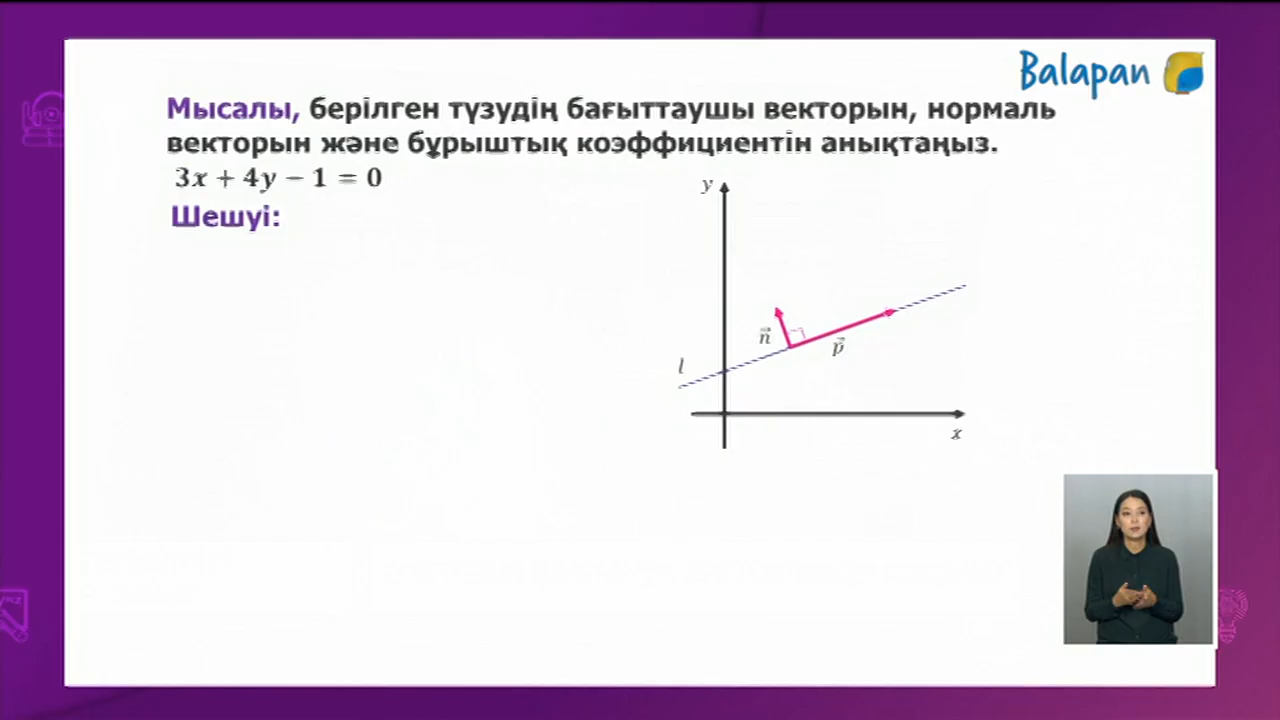 Balapan
Мысалы, берілген түзудің бағыттаушы векторын, нормаль
векторын және бұрыштық коэффициентін анықтаңыз.
3x + 4y − 1 = 0
Шешуі:
y
n⃗
p⃗
l
x